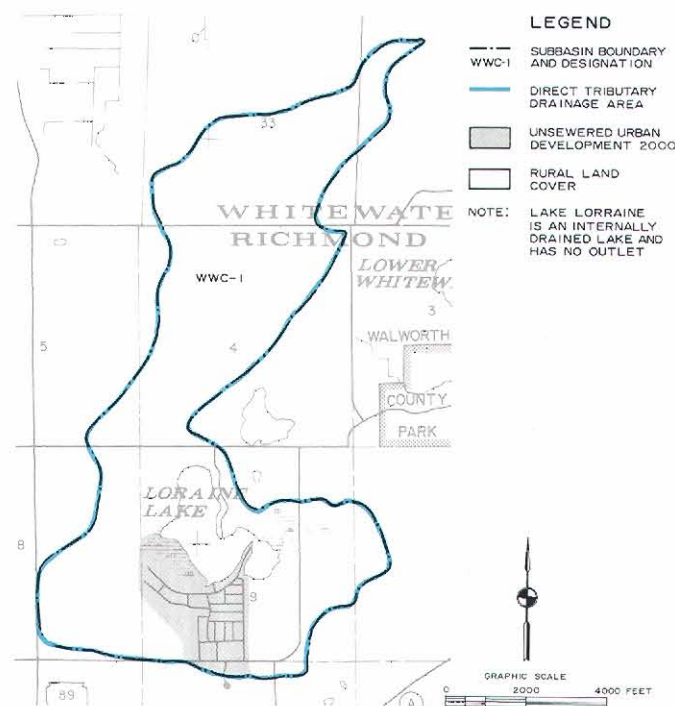 33
WHITEWATE
RICHMOND
LOWER
WHITEW
WWC-1
3
5
4
WALWORTH
COUNTY
PARK
LORAINE
LAKE
8
9
89
A
LEGEND
WWC-1
SUBBASIN BOUNDARY
AND DESIGNATION
DIRECT TRIBUTARY
DRAINAGE AREA
UNSEWERED URBAN
DEVELOPMENT 2000
RURAL LAND
COVER
NOTE: LAKE LORRAINE
IS AN INTERNALLY
DRAINED LAKE AND
HAS NO OUTLET
GRAPHIC SCALE
0 2000 4000 FEET